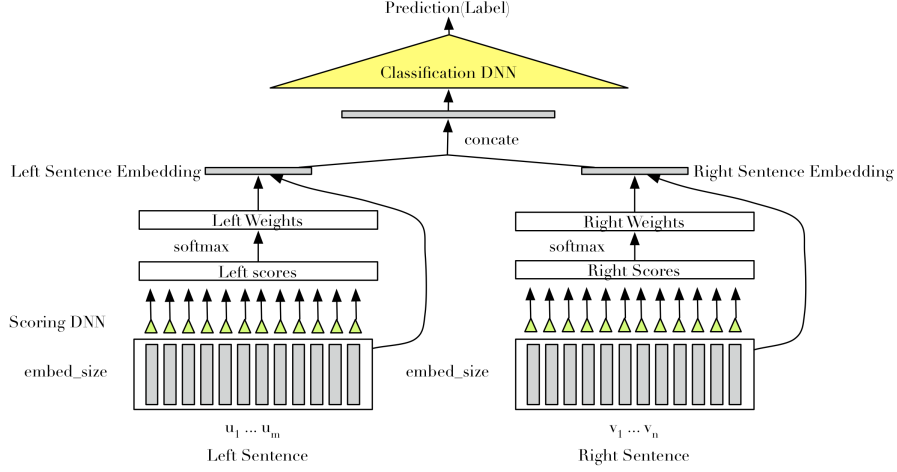 Prediction(Label)
Classification DNN
concate
Left Sentence Embedding
Right Sentence Embedding
Left Weights
Right Weights
softmax
softmax
Left scores
Right Scores
Scoring DNN
embed_size
embed_size
u1 ... um
v1 ... vn
Left Sentence
Right Sentence